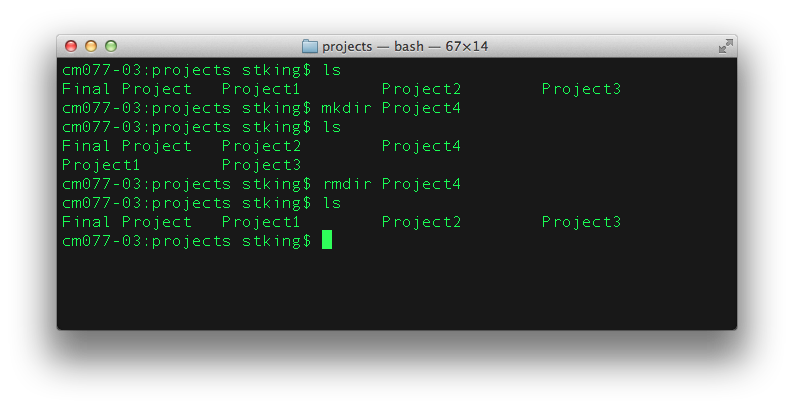 projects — bash — 67×14
cm077-03:projects stking$ ls
Final Project   Project1        Project2        Project3
cm077-03:projects stking$ mkdir Project4
cm077-03:projects stking$ ls
Final Project   Project2        Project4
Project1        Project3
cm077-03:projects stking$ rmdir Project4
cm077-03:projects stking$ ls
Final Project   Project1        Project2        Project3
cm077-03:projects stking$